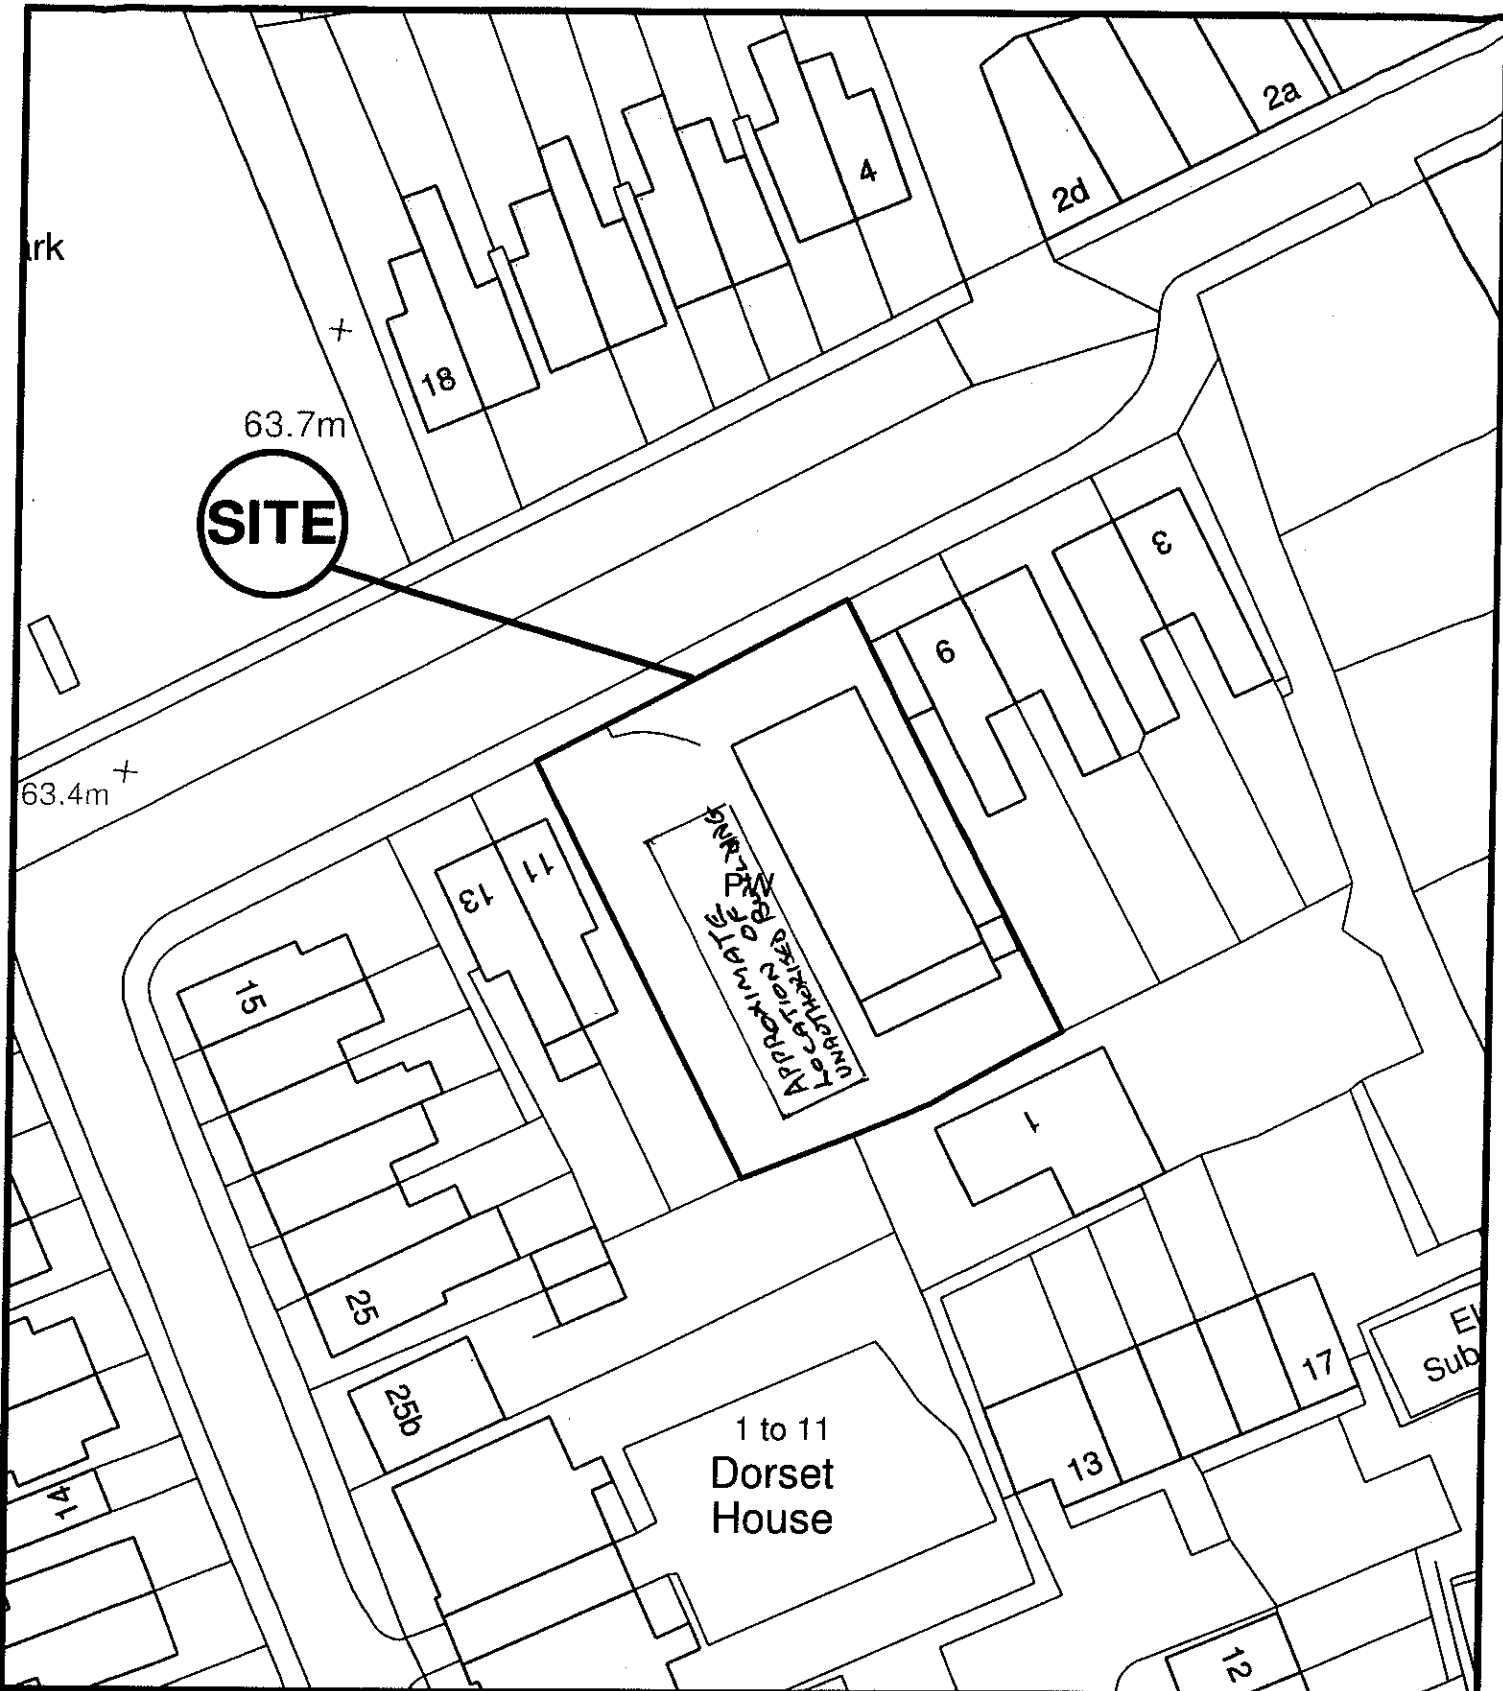 2a
4
2d
ark
18
63.7m
SITE
3
6
63.4m
11
13
PW
APPROXIMATE
LOCATION OF
UNAUTHORISED BUILDING
15
1
25
25b
17
El
Sub
1 to 11
Dorset
House
13
14
12